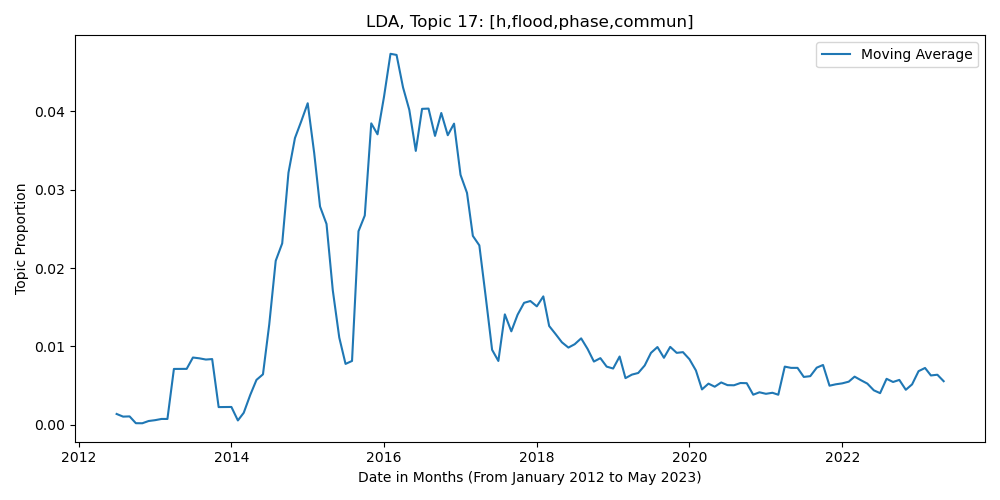 LDA, Topic 17: [h,flood,phase,commun]
Moving Average
Topic Proportion
0.04
0.03
0.02
0.01
0.00
2012 2014 2016 2018 2020 2022
Date in Months (From January 2012 to May 2023)